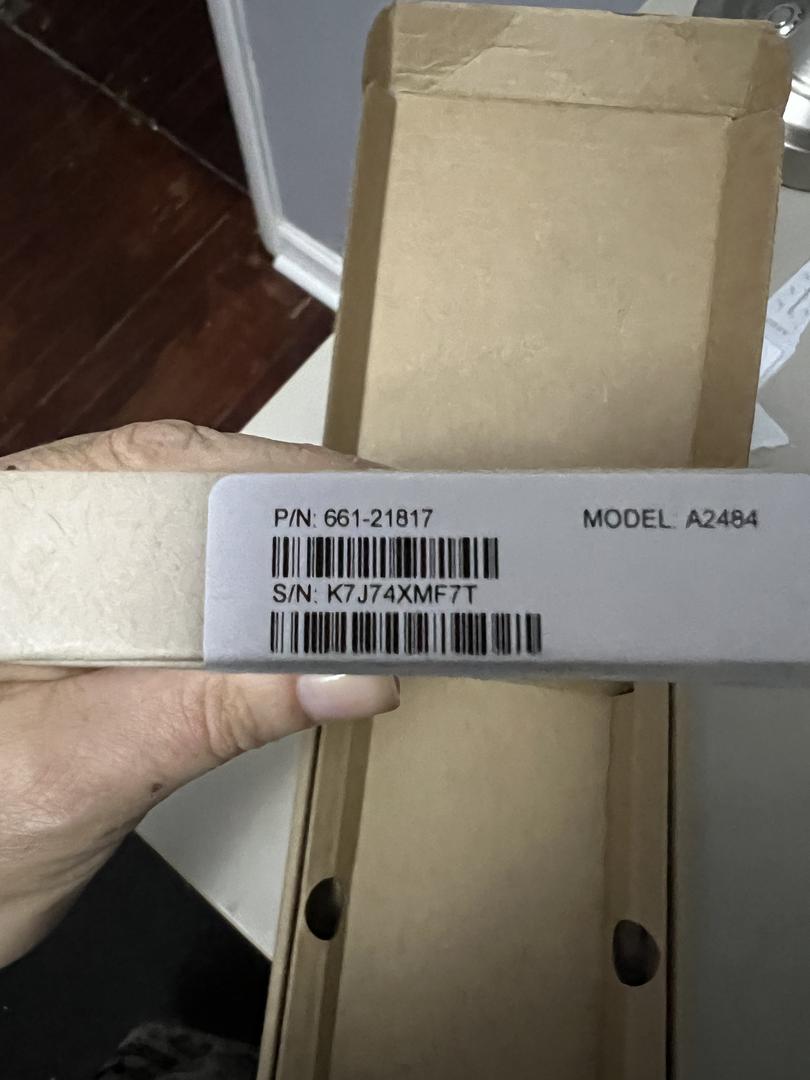 P/N: 661-21817
MODEL: A2484
S/N: K7J74XMF7T